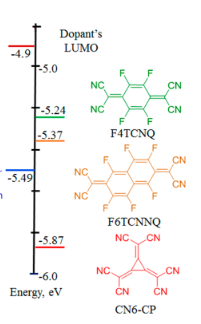 Dopant's
LUMO
-4.9
-5.0
-5.24
-5.37
-5.49
-5.87
-6.0
Energy, eV
F F
NC CN
NC CN
F F
F4TCNQ
F F
F CN
NC CN
NC F
F F
F6TCNNQ
NC CN
NC CN
CN CN
CN6-CP